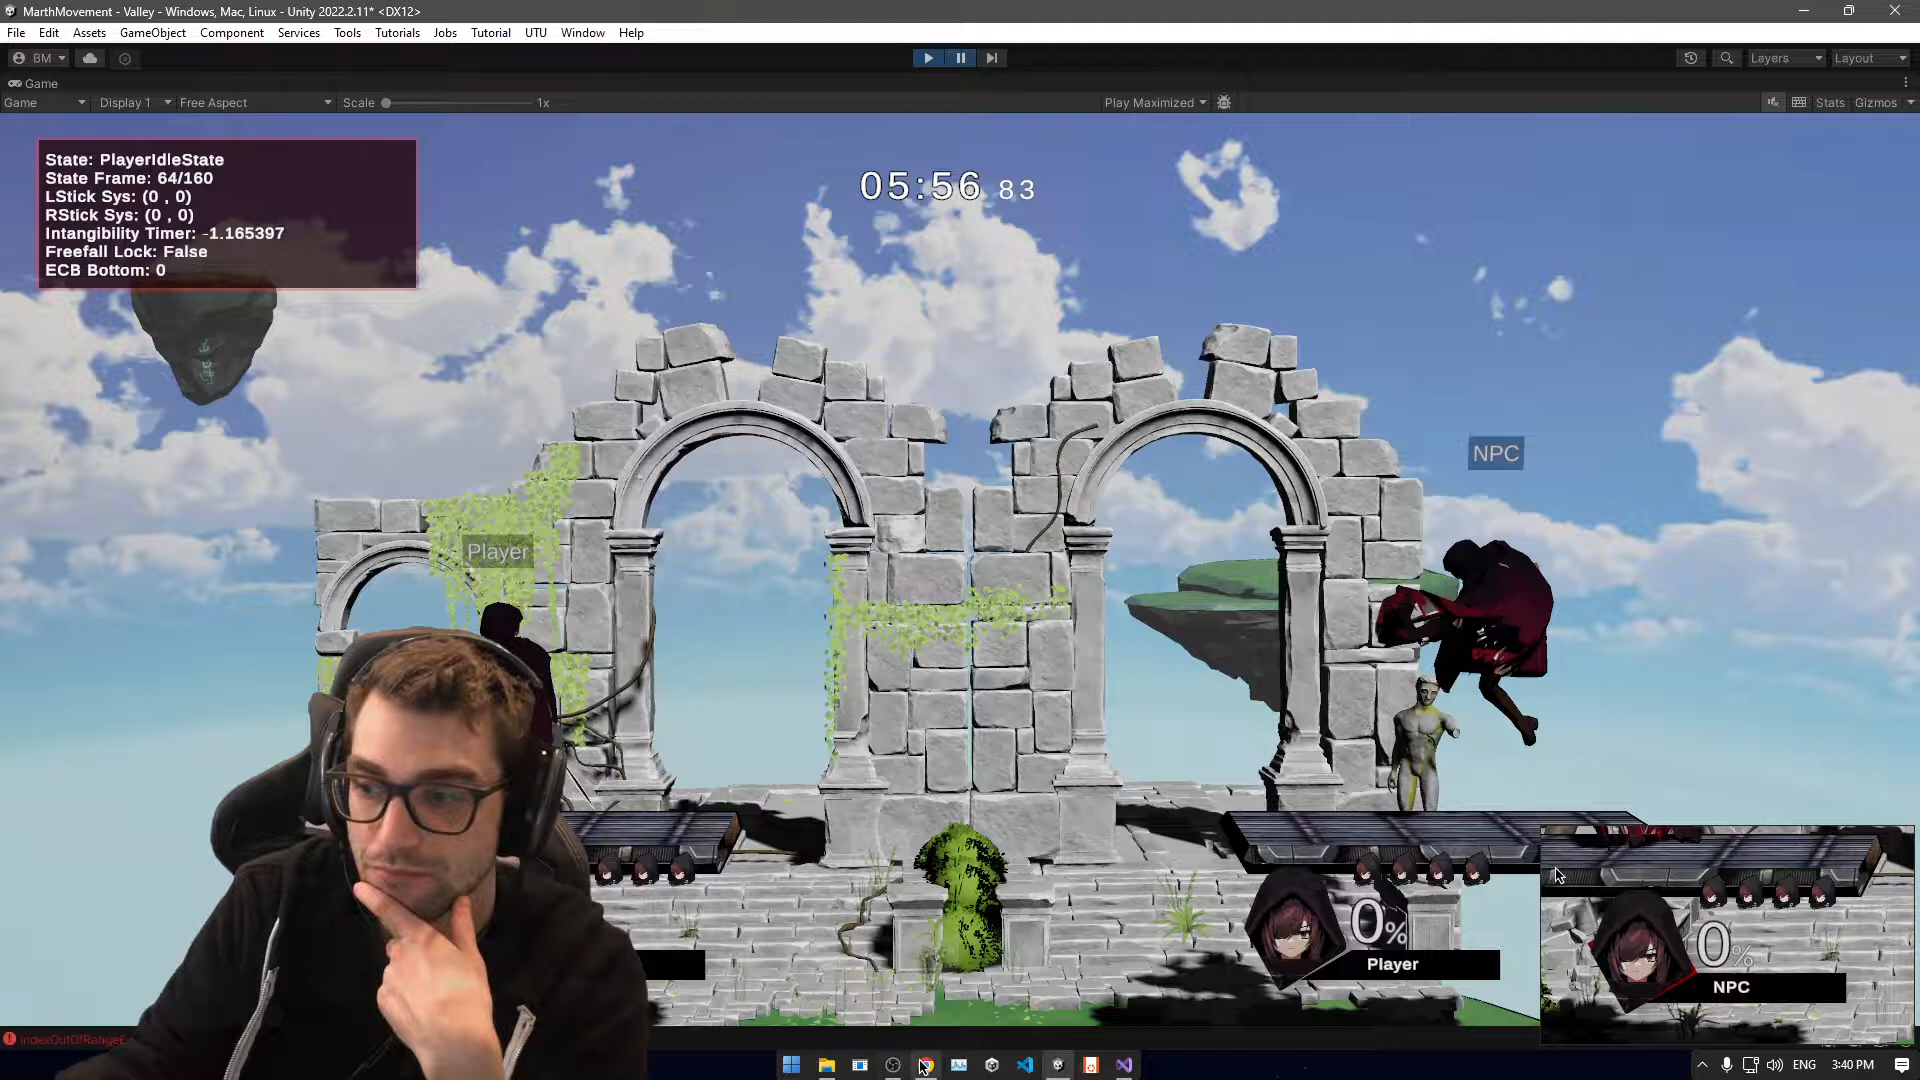 MarthMovement - Valley - Windows, Mac, Linux - Unity 2022.2.11* <DX12>
File Edit Assets GameObject Component Services Tools Tutorials Jobs Tutorial UTU Window Help
BM
Layers Layout
Game
Game Display 1 Free Aspect Scale 1x Play Maximized Stats Gizmos
State: PlayerIdleState
State Frame: 64/160
LStick Sys: (0 , 0)
RStick Sys: (0 , 0)
Intangibility Timer: -1.165397
Freefall Lock: False
ECB Bottom: 0
05:56 83
NPC
Player
0%
Player
0%
NPC
IndexOutOfRangeE
ENG 3:40 PM